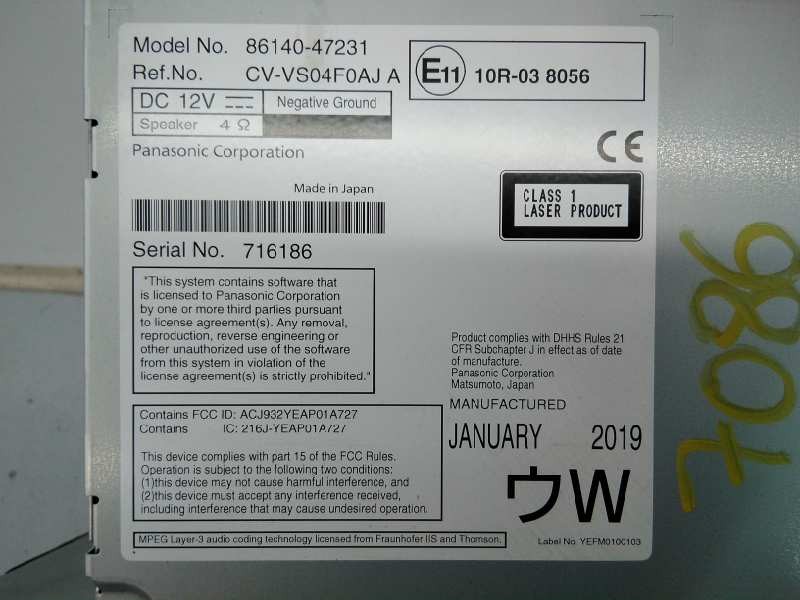 Model No. 86140-47231
Ref.No. CV-VS04F0AJ A
E11 10R-03 8056
DC 12V Negative Ground
Speaker 4 Ω
Panasonic Corporation
CE
Made in Japan
CLASS 1
LASER PRODUCT
Serial No. 716186
"This system contains software that
is licensed to Panasonic Corporation
by one or more third parties pursuant
to license agreement(s). Any removal,
reproduction, reverse engineering or
other unauthorized use of the software
from this system in violation of the
license agreement(s) is strictly prohibited."
Product complies with DHHS Rules 21
CFR Subchapter J in effect as of date
of manufacture.
Panasonic Corporation
Matsumoto, Japan
MANUFACTURED
JANUARY 2019
ウW
Contains FCC ID: ACJ932YEAP01A727
Contains IC: 216J-YEAP01A727
This device complies with part 15 of the FCC Rules.
Operation is subject to the following two conditions:
(1)this device may not cause harmful interference, and
(2)this device must accept any interference received,
including interference that may cause undesired operation.
MPEG Layer-3 audio coding technology licensed from Fraunhofer IIS and Thomson.
Label No. YEFM0100103